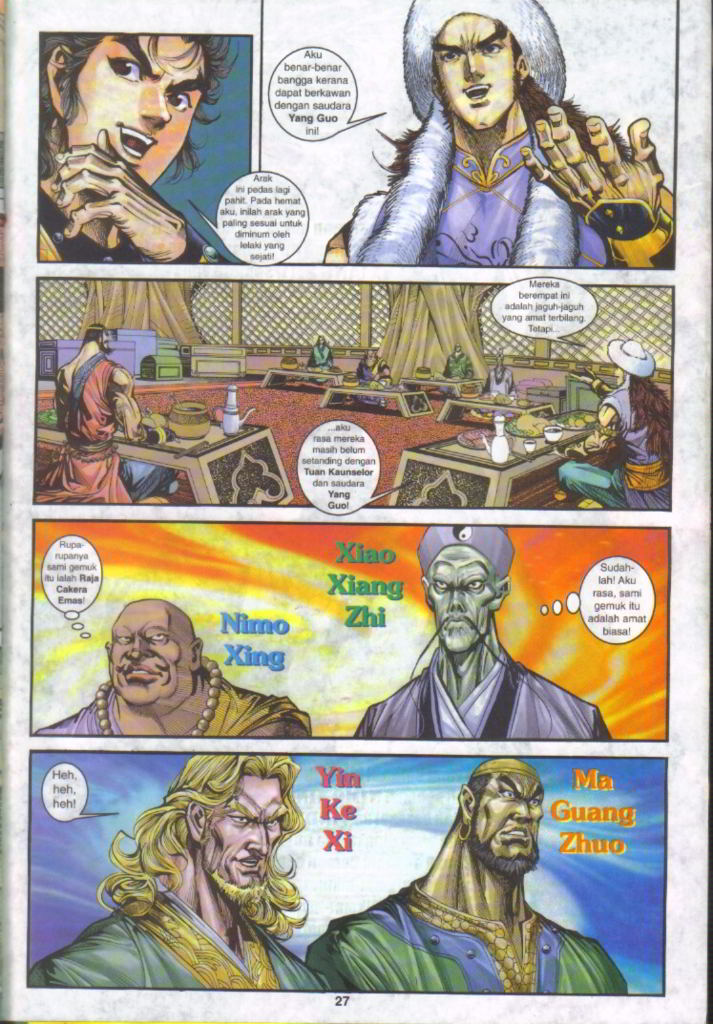 Aku
benar-benar
bangga kerana
dapat berkawan
dengan saudara
Yang Guo
ini!
Arak
ini pedas lagi
pahit. Pada hemat
aku, inilah arak yang
paling sesuai untuk
diminum oleh
lelaki yang
sejati!
Mereka
berempat ini
adalah jaguh-jaguh
yang amat terbilang.
Tetapi...
...aku
rasa mereka
masih belum
setanding dengan
Tuan Kaunselor
dan saudara
Yang
Guo!
Rupa-
rupanya
sami gemuk
itu ialah Raja
Cakera
Emas!
Nimo
Xing
Xiao
Xiang
Zhi
Sudah-
lah! Aku
rasa, sami
gemuk itu
adalah amat
biasa!
Heh,
heh,
heh!
Yin
Ke
Xi
Ma
Guang
Zhuo
27